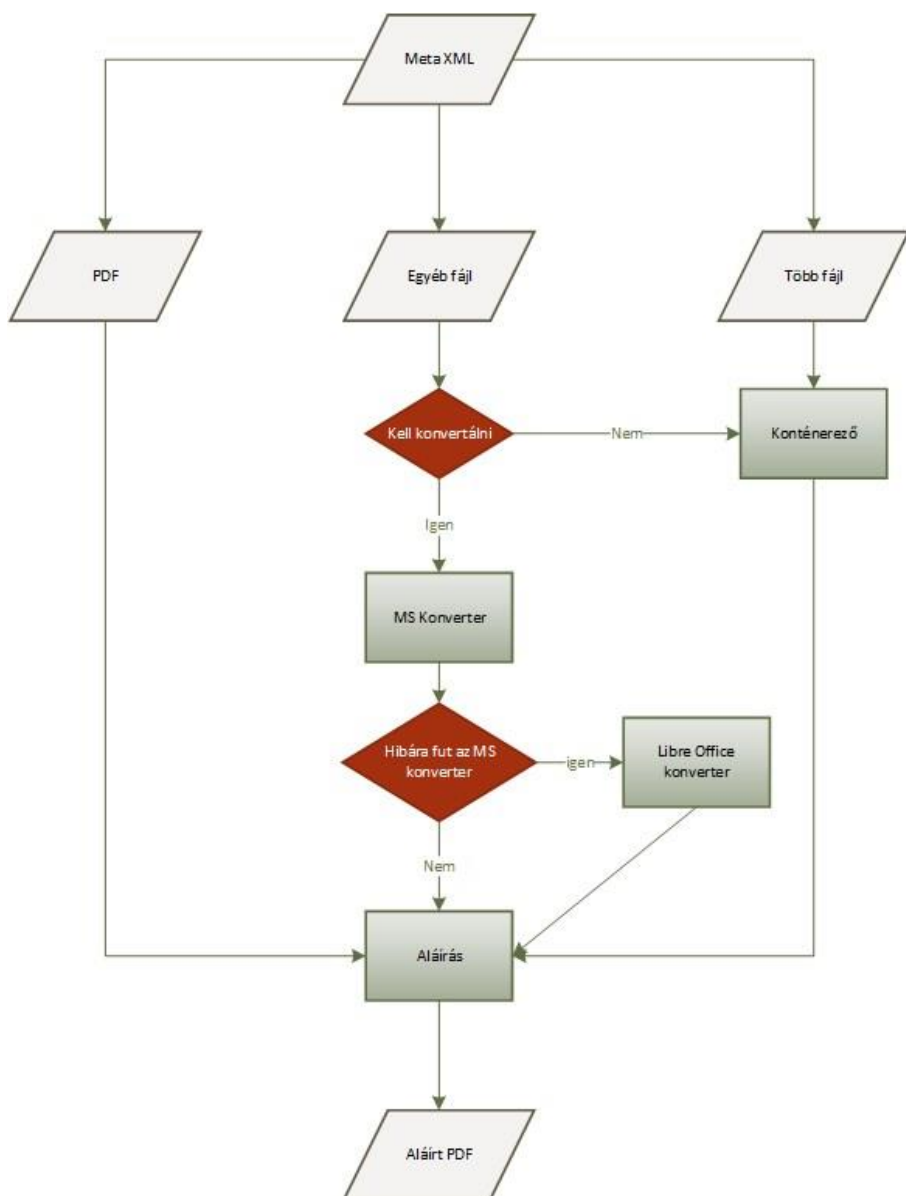 Meta XML
PDF
Egyéb fájl
Több fájl
Kell konvertálni
Nem
Konténerező
Igen
MS Konverter
Hibára fut az MS
konverter
igen
Libre Office
konverter
Nem
Aláírás
Aláírt PDF